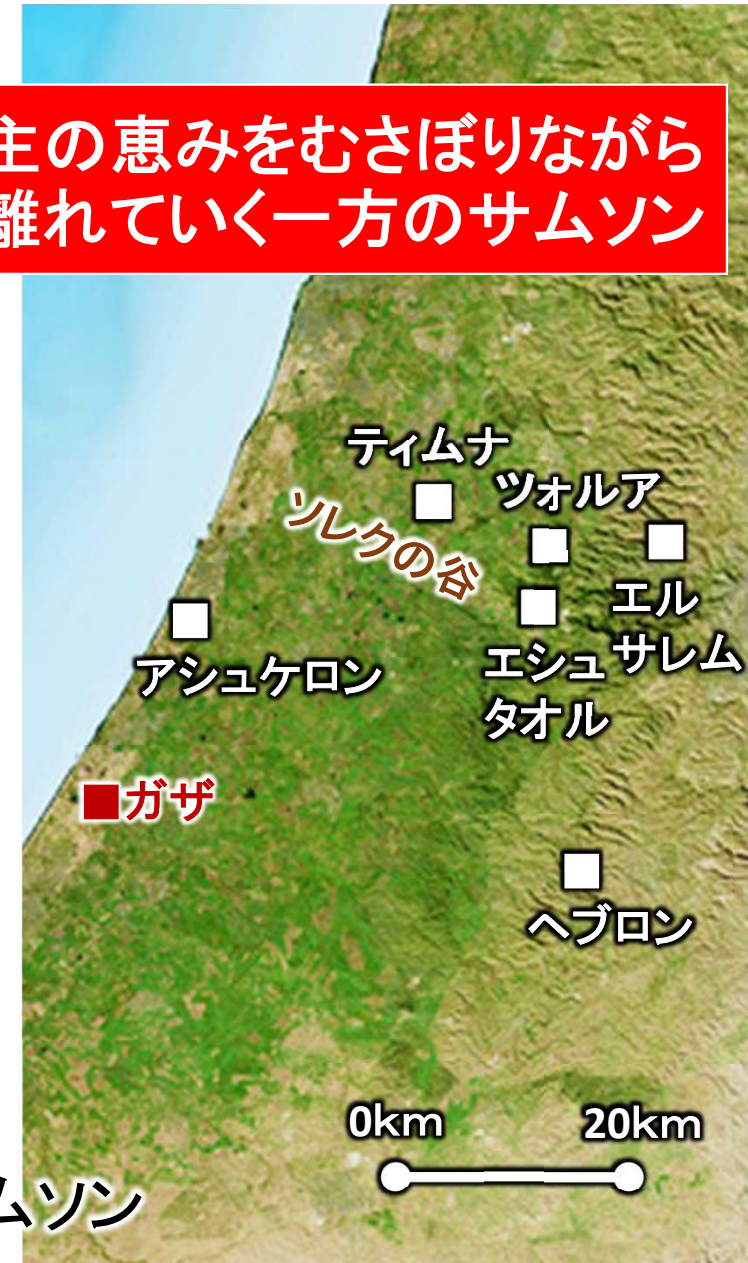 主の恵みをむさぼりながら
離れていく一方のサムソン
ティムナ
ツォルア
ソレクの谷
エル
サレム
アシュケロン
エシュ
タオル
■ガザ
ヘブロン
0km 20km
ムソン